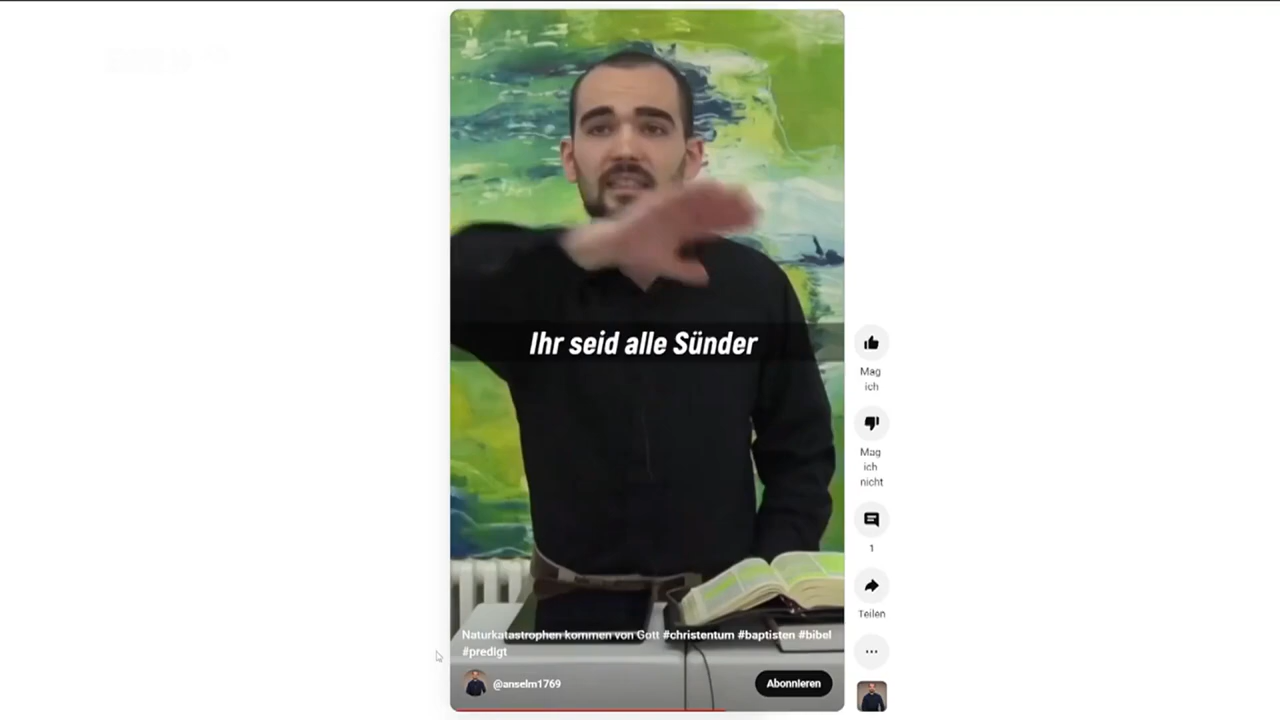 Ihr seid alle Sünder
Mag
ich
Mag
ich
nicht
1
Teilen
Naturkatastrophen kommen von Gott #christentum #baptisten #bibel
#predigt
@anselm1769
Abonnieren